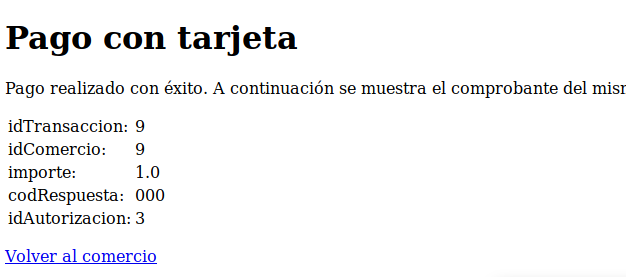 Pago con tarjeta
Pago realizado con éxito. A continuación se muestra el comprobante del
idTransaccion: 9
idComercio: 9
importe: 1.0
codRespuesta: 000
idAutorizacion: 3
Volver al comercio